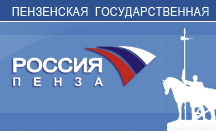 ПЕНЗЕНСКАЯ ГОСУДАРСТВЕННАЯ
РОССИЯ
ПЕНЗА